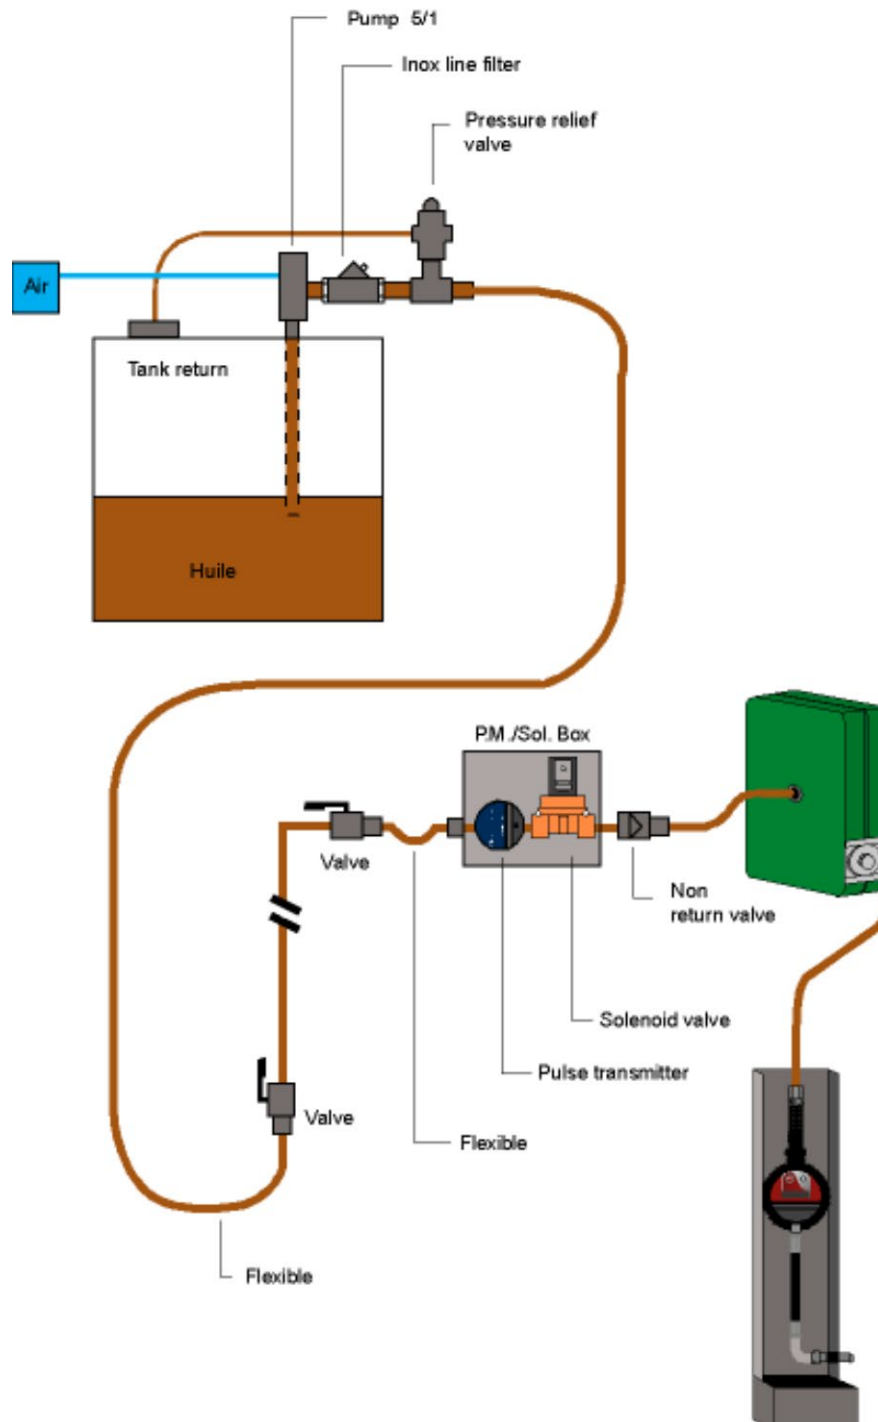 Pump 5/1
Inox line filter
Pressure relief
valve
Air
Tank return
Huile
P.M./Sol. Box
Valve
Non
return valve
Solenoid valve
Pulse transmitter
Valve
Flexible
Flexible